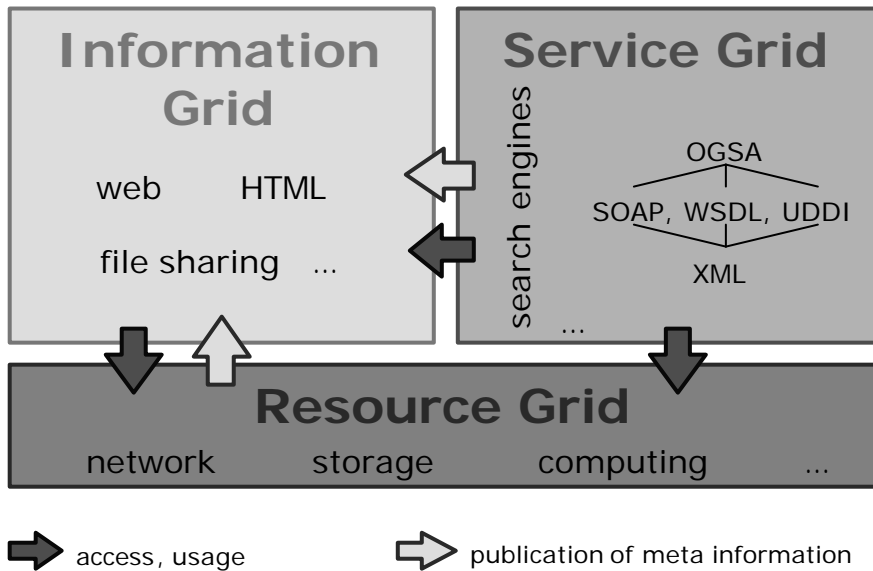 Information
Grid
web HTML
file sharing ...
Service Grid
search engines
OGSA
SOAP, WSDL, UDDI
XML
...
Resource Grid
network storage computing ...
access, usage
publication of meta information